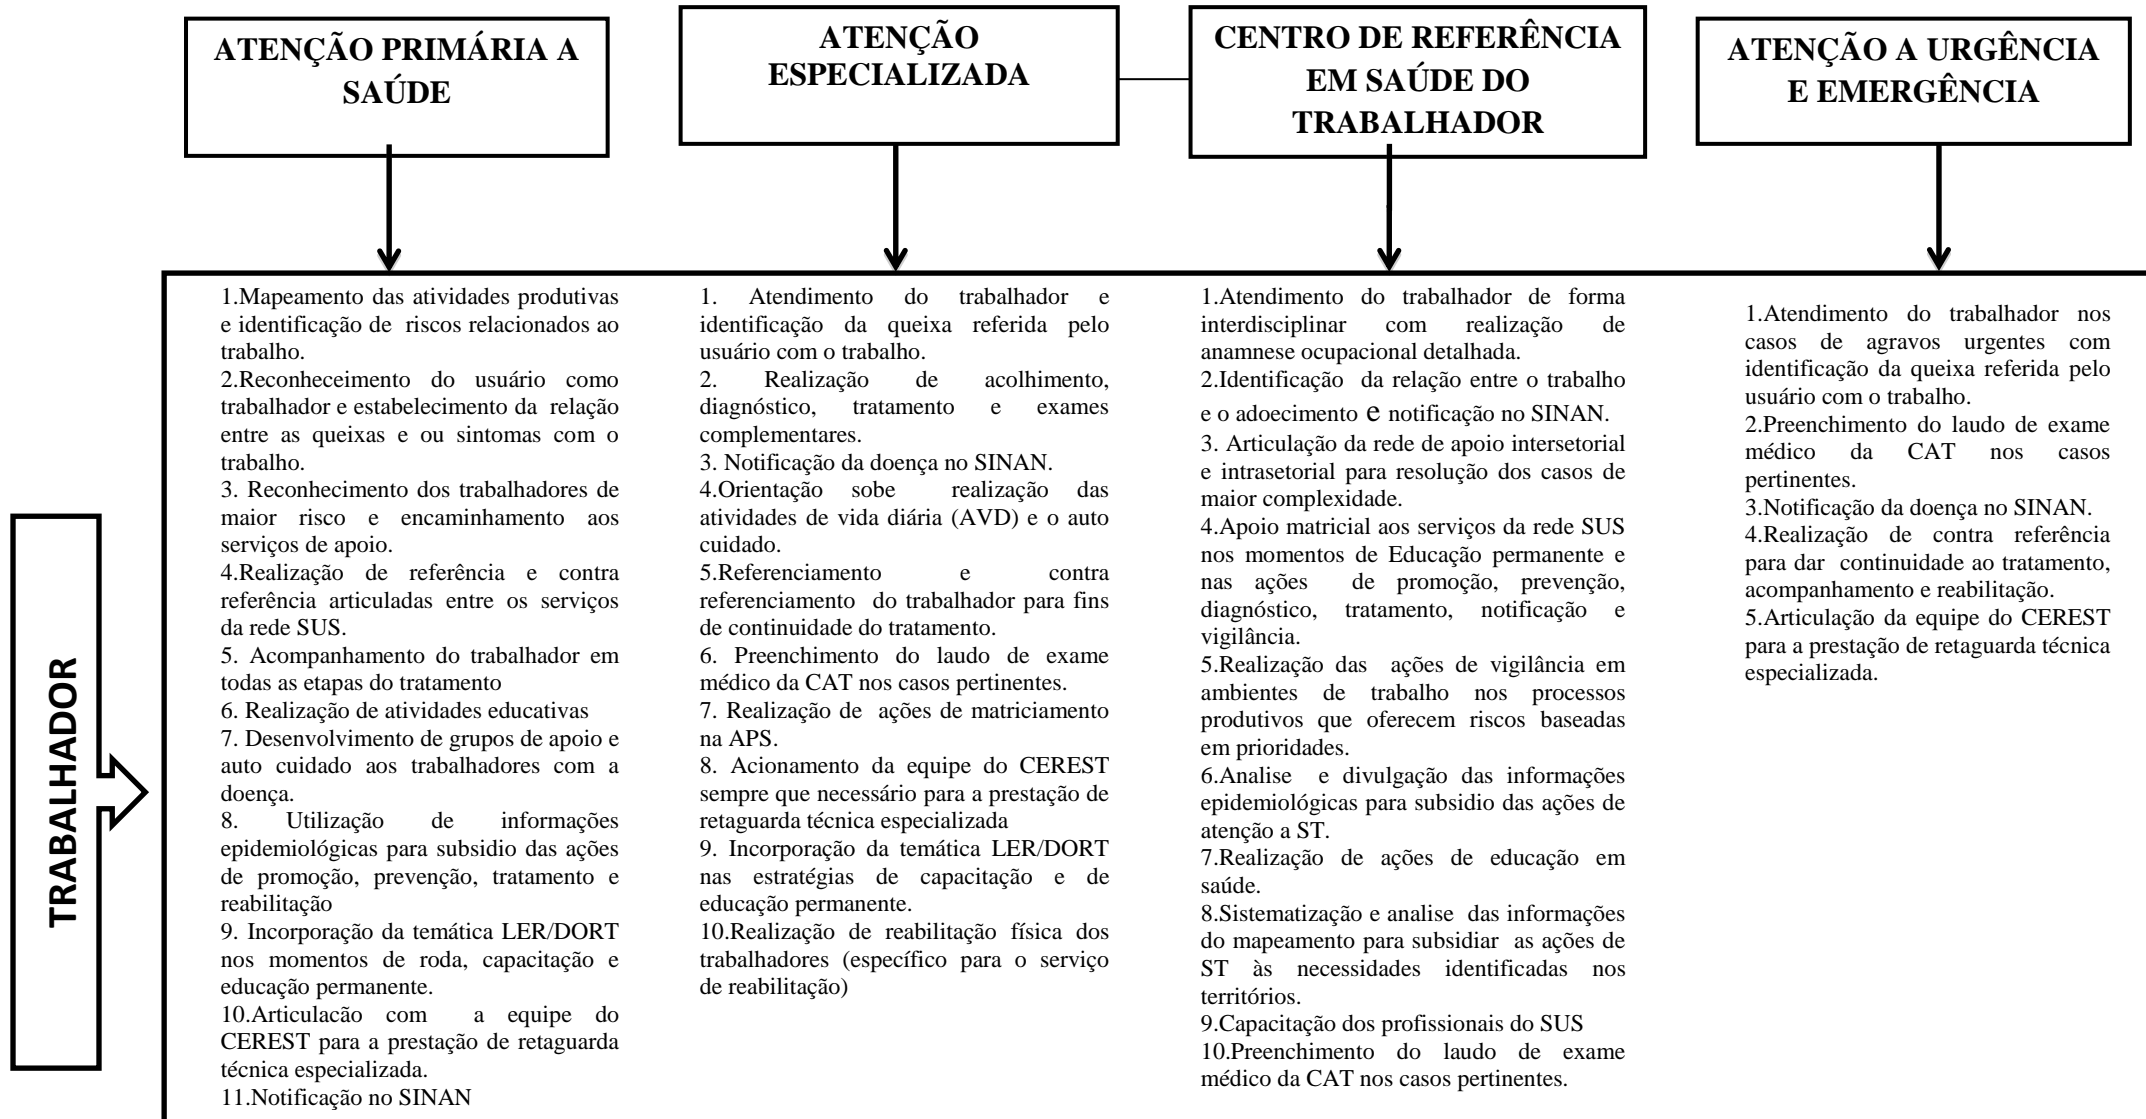 ATENÇÃO PRIMÁRIA A
SAÚDE
ATENÇÃO
ESPECIALIZADA
CENTRO DE REFERÊNCIA
EM SAÚDE DO
TRABALHADOR
ATENÇÃO A URGÊNCIA
E EMERGÊNCIA
TRABALHADOR
1.Mapeamento das atividades produtivas
e identificação de riscos relacionados ao
trabalho.
2.Reconheceimento do usuário como
trabalhador e estabelecimento da relação
entre as queixas e ou sintomas com o
trabalho.
3. Reconhecimento dos trabalhadores de
maior risco e encaminhamento aos
serviços de apoio.
4.Realização de referência e contra
referência articuladas entre os serviços
da rede SUS.
5. Acompanhamento do trabalhador em
todas as etapas do tratamento
6. Realização de atividades educativas
7. Desenvolvimento de grupos de apoio e
auto cuidado aos trabalhadores com a
doença.
8. Utilização de informações
epidemiológicas para subsidio das ações
de promoção, prevenção, tratamento e
reabilitação
9. Incorporação da temática LER/DORT
nos momentos de roda, capacitação e
educação permanente.
10.Articulacão com a equipe do
CEREST para a prestação de retaguarda
técnica especializada.
11.Notificação no SINAN
1. Atendimento do trabalhador e
identificação da queixa referida pelo
usuário com o trabalho.
2. Realização de acolhimento,
diagnóstico, tratamento e exames
complementares.
3. Notificação da doença no SINAN.
4.Orientação sobe realização das
atividades de vida diária (AVD) e o auto
cuidado.
5.Referenciamento e contra
referenciamento do trabalhador para fins
de continuidade do tratamento.
6. Preenchimento do laudo de exame
médico da CAT nos casos pertinentes.
7. Realização de ações de matriciamento
na APS.
8. Acionamento da equipe do CEREST
sempre que necessário para a prestação de
retaguarda técnica especializada
9. Incorporação da temática LER/DORT
nas estratégias de capacitação e de
educação permanente.
10.Realização de reabilitação física dos
trabalhadores (específico para o serviço
de reabilitação)
1.Atendimento do trabalhador de forma
interdisciplinar com realização de
anamnese ocupacional detalhada.
2.Identificação da relação entre o trabalho
e o adoecimento e notificação no SINAN.
3. Articulação da rede de apoio intersetorial
e intrasetorial para resolução dos casos de
maior complexidade.
4.Apoio matricial aos serviços da rede SUS
nos momentos de Educação permanente e
nas ações de promoção, prevenção,
diagnóstico, tratamento, notificação e
vigilância.
5.Realização das ações de vigilância em
ambientes de trabalho nos processos
produtivos que oferecem riscos baseadas
em prioridades.
6.Analise e divulgação das informações
epidemiológicas para subsidio das ações de
atenção a ST.
7.Realização de ações de educação em
saúde.
8.Sistematização e analise das informações
do mapeamento para subsidiar as ações de
ST às necessidades identificadas nos
territórios.
9.Capacitação dos profissionais do SUS
10.Preenchimento do laudo de exame
médico da CAT nos casos pertinentes.
1.Atendimento do trabalhador nos
casos de agravos urgentes com
identificação da queixa referida pelo
usuário com o trabalho.
2.Preenchimento do laudo de exame
médico da CAT nos casos
pertinentes.
3.Notificação da doença no SINAN.
4.Realização de contra referência
para dar continuidade ao tratamento,
acompanhamento e reabilitação.
5.Articulação da equipe do CEREST
para a prestação de retaguarda técnica
especializada.